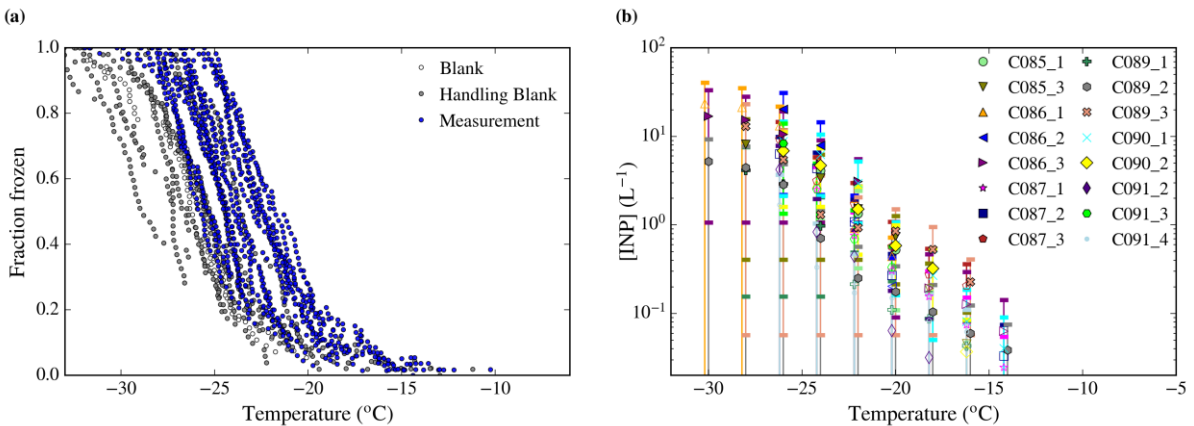 (a)
1.0
0.8
0.6
0.4
0.2
0.0
Fraction frozen
Blank
Handling Blank
Measurement
−30 −25 −20 −15 −10
Temperature (°C)
(b)
10²
10¹
10⁰
10⁻¹
[INP] (L⁻¹)
C085_1
C085_3
C086_1
C086_2
C086_3
C087_1
C087_2
C087_3
C089_1
C089_2
C089_3
C090_1
C090_2
C091_2
C091_3
C091_4
−30 −25 −20 −15 −10 −5
Temperature (°C)